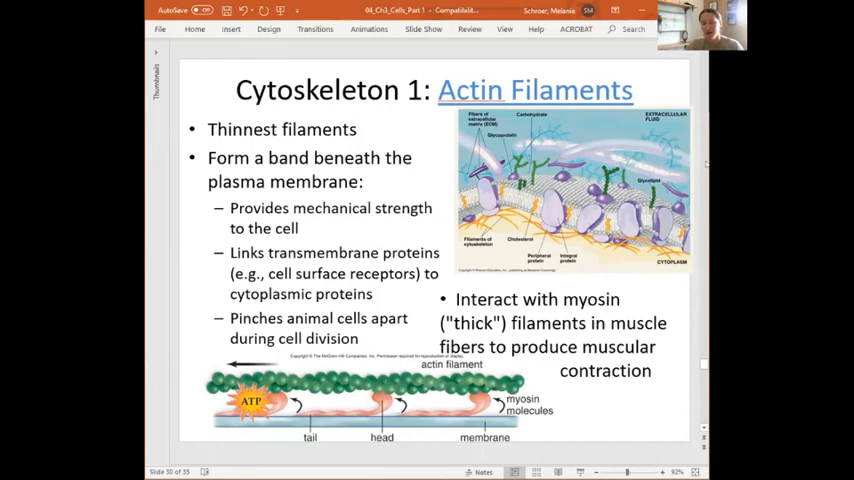 AutoSave Off
04_Ch3_Cells_Part 1 - Compatibilit...
Schroer, Melanie SM
File Home Insert Design Transitions Animations Slide Show Review View Help ACROBAT Search
Thumbnails
Cytoskeleton 1: Actin Filaments
• Thinnest filaments
• Form a band beneath the
plasma membrane:
– Provides mechanical strength
to the cell
– Links transmembrane proteins
(e.g., cell surface receptors) to
cytoplasmic proteins
– Pinches animal cells apart
during cell division
Fibers of
extracellular
matrix (ECM)
Carbohydrate
Glycoprotein
EXTRACELLULAR
FLUID
Glycolipid
Filaments of
cytoskeleton
Cholesterol
Peripheral
protein
Integral
protein
CYTOPLASM
• Interact with myosin
("thick") filaments in muscle
fibers to produce muscular
contraction
Copyright © The McGraw-Hill Companies, Inc. Permission required for reproduction or display.
actin filament
ATP
myosin
molecules
tail
head
membrane
Slide 30 of 35
Notes
92%